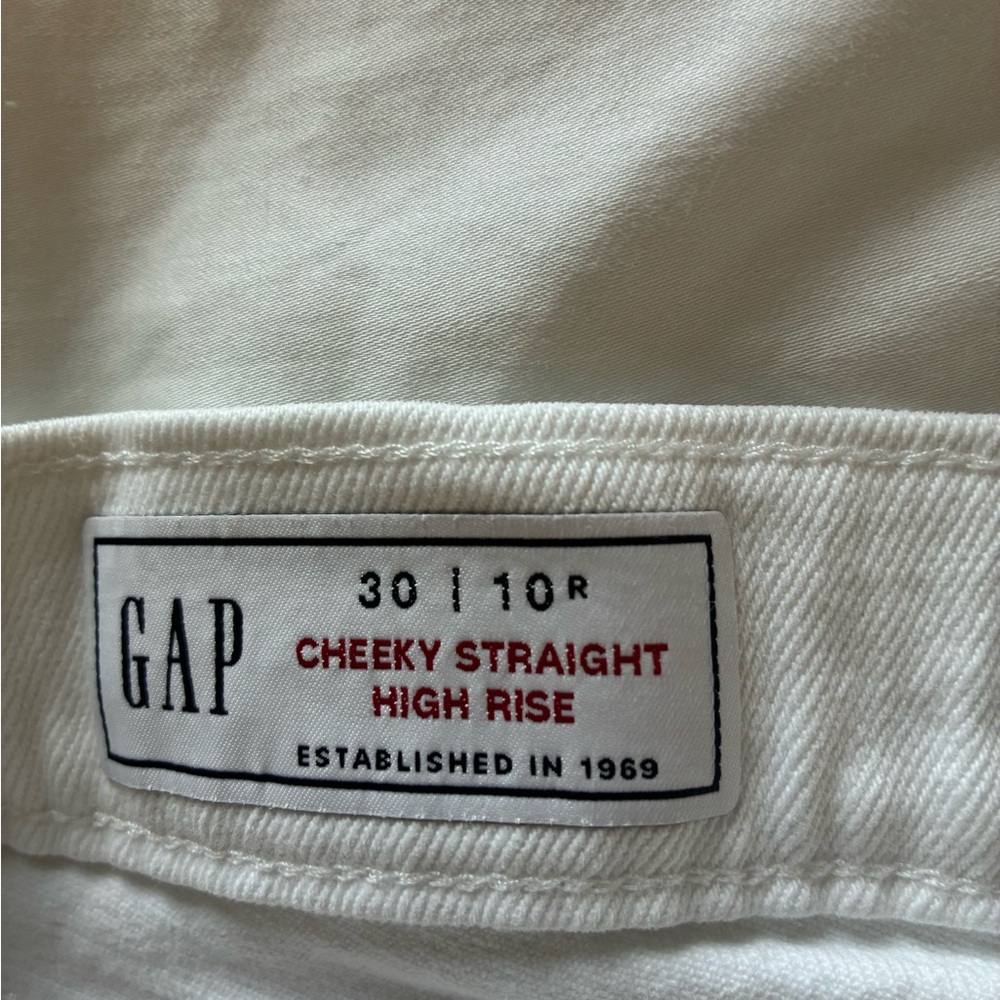 GAP
30 | 10R
CHEEKY STRAIGHT
HIGH RISE
ESTABLISHED IN 1969